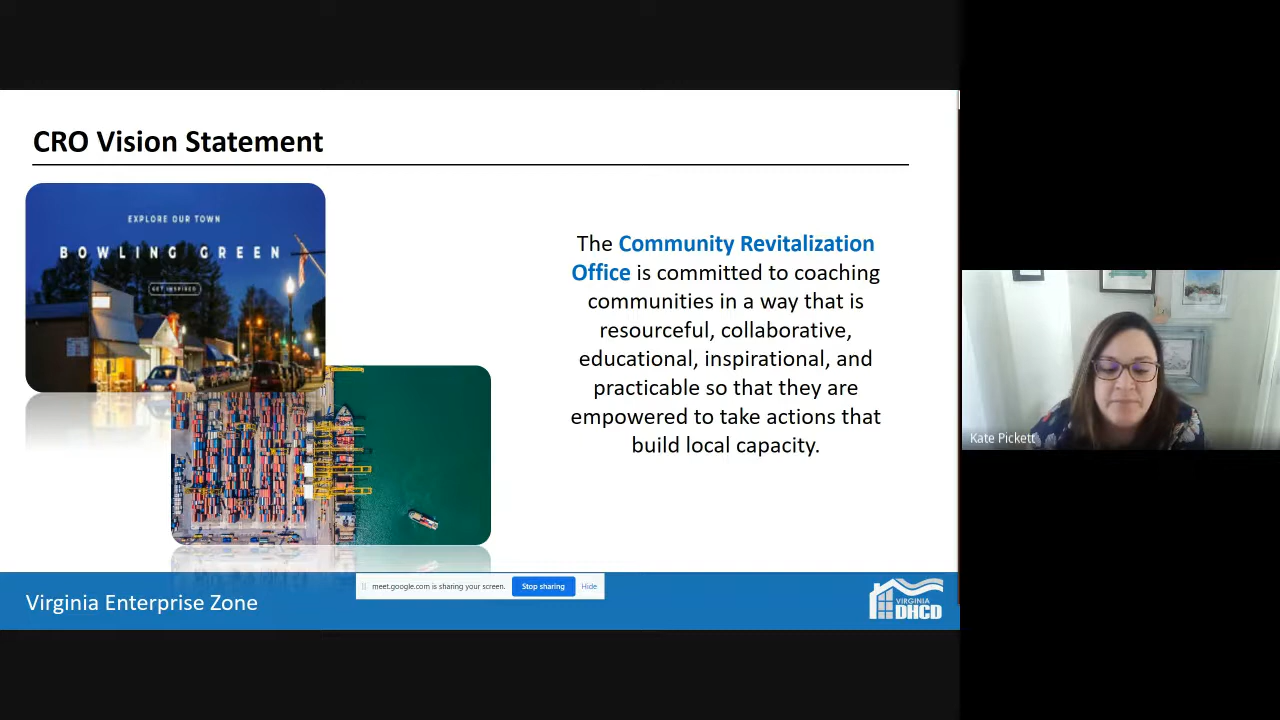 CRO Vision Statement
EXPLORE OUR TOWN
BOWLING GREEN
GET INSPIRED
The Community Revitalization
Office is committed to coaching
communities in a way that is
resourceful, collaborative,
educational, inspirational, and
practicable so that they are
empowered to take actions that
build local capacity.
Kate Pickett
meet.google.com is sharing your screen.
Stop sharing
Hide
Virginia Enterprise Zone
VIRGINIA
DHCD